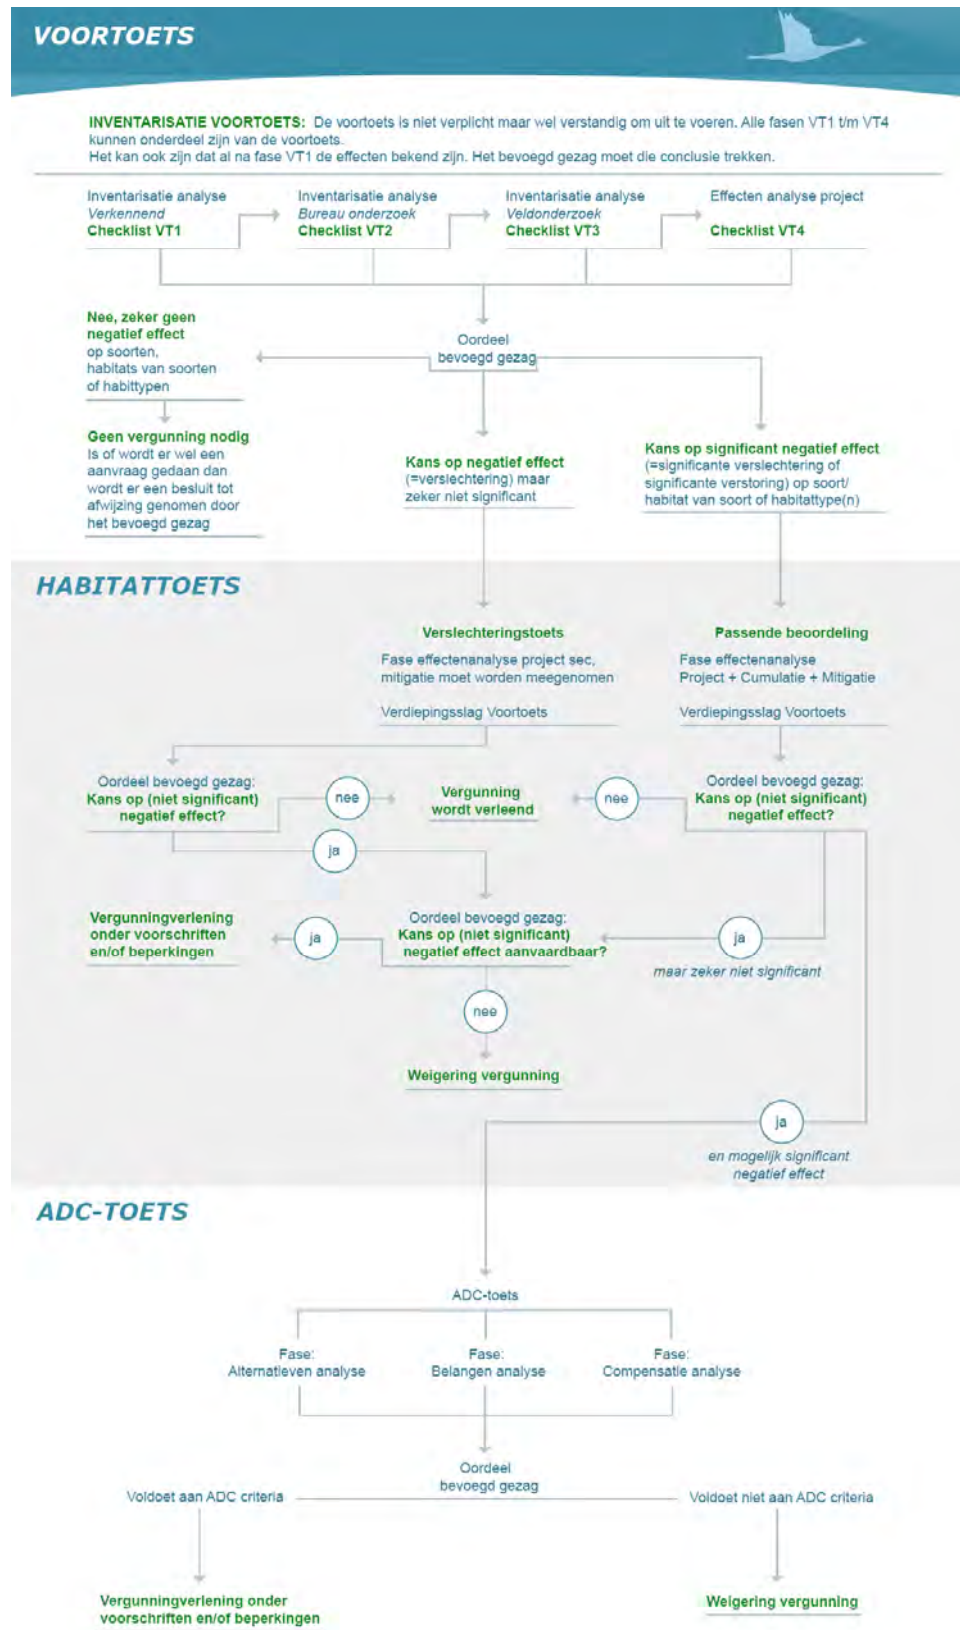 VOORTOETS
INVENTARISATIE VOORTOETS: De voortoets is niet verplicht maar wel verstandig om uit te voeren. Alle fasen VT1 t/m VT4
kunnen onderdeel zijn van de voortoets.
Het kan ook zijn dat al na fase VT1 de effecten bekend zijn. Het bevoegd gezag moet die conclusie trekken.
Inventarisatie analyse
Verkennend
Checklist VT1
Inventarisatie analyse
Bureau onderzoek
Checklist VT2
Inventarisatie analyse
Veldonderzoek
Checklist VT3
Effecten analyse project
Checklist VT4
Oordeel
bevoegd gezag
Nee, zeker geen
negatief effect
op soorten,
habitats van soorten
of habittypen
Geen vergunning nodig
Is of wordt er wel een
aanvraag gedaan dan
wordt er een besluit tot
afwijzing genomen door
het bevoegd gezag
Kans op negatief effect
(=verslechtering) maar
zeker niet significant
Kans op significant negatief effect
(=significante verslechtering of
significante verstoring) op soort/
habitat van soort of habitattype(n)
HABITATTOETS
Verslechteringstoets
Fase effectenanalyse project sec,
mitigatie moet worden meegenomen
Verdiepingsslag Voortoets
Passende beoordeling
Fase effectenanalyse
Project + Cumulatie + Mitigatie
Verdiepingsslag Voortoets
Oordeel bevoegd gezag:
Kans op (niet significant)
negatief effect?
nee
Vergunning
wordt verleend
nee
Oordeel bevoegd gezag:
Kans op (niet significant)
negatief effect?
ja
Vergunningverlening
onder voorschriften
en/of beperkingen
ja
Oordeel bevoegd gezag:
Kans op (niet significant)
negatief effect aanvaardbaar?
ja
maar zeker niet significant
nee
Weigering vergunning
ja
en mogelijk significant
negatief effect
ADC-TOETS
ADC-toets
Fase:
Alternatieven analyse
Fase:
Belangen analyse
Fase:
Compensatie analyse
Oordeel
bevoegd gezag
Voldoet aan ADC criteria
Voldoet niet aan ADC criteria
Vergunningverlening onder
voorschriften en/of beperkingen
Weigering vergunning